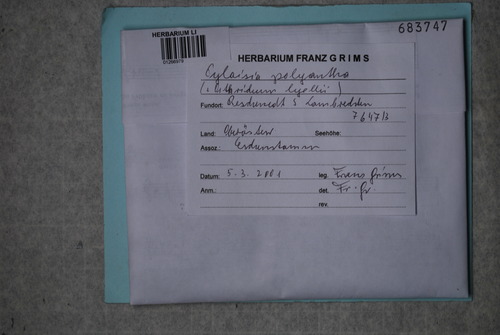 683747
HERBARIUM LI
HERBARIUM FRANZ GRIMS
Pylaisia polyantha
(
Fundort: S
7647/3
Land: Seehöhe:
Assoz.:
Datum: 5.3.2001 leg. Franz Grims
Anm.: det. Fr. Gr.
rev.